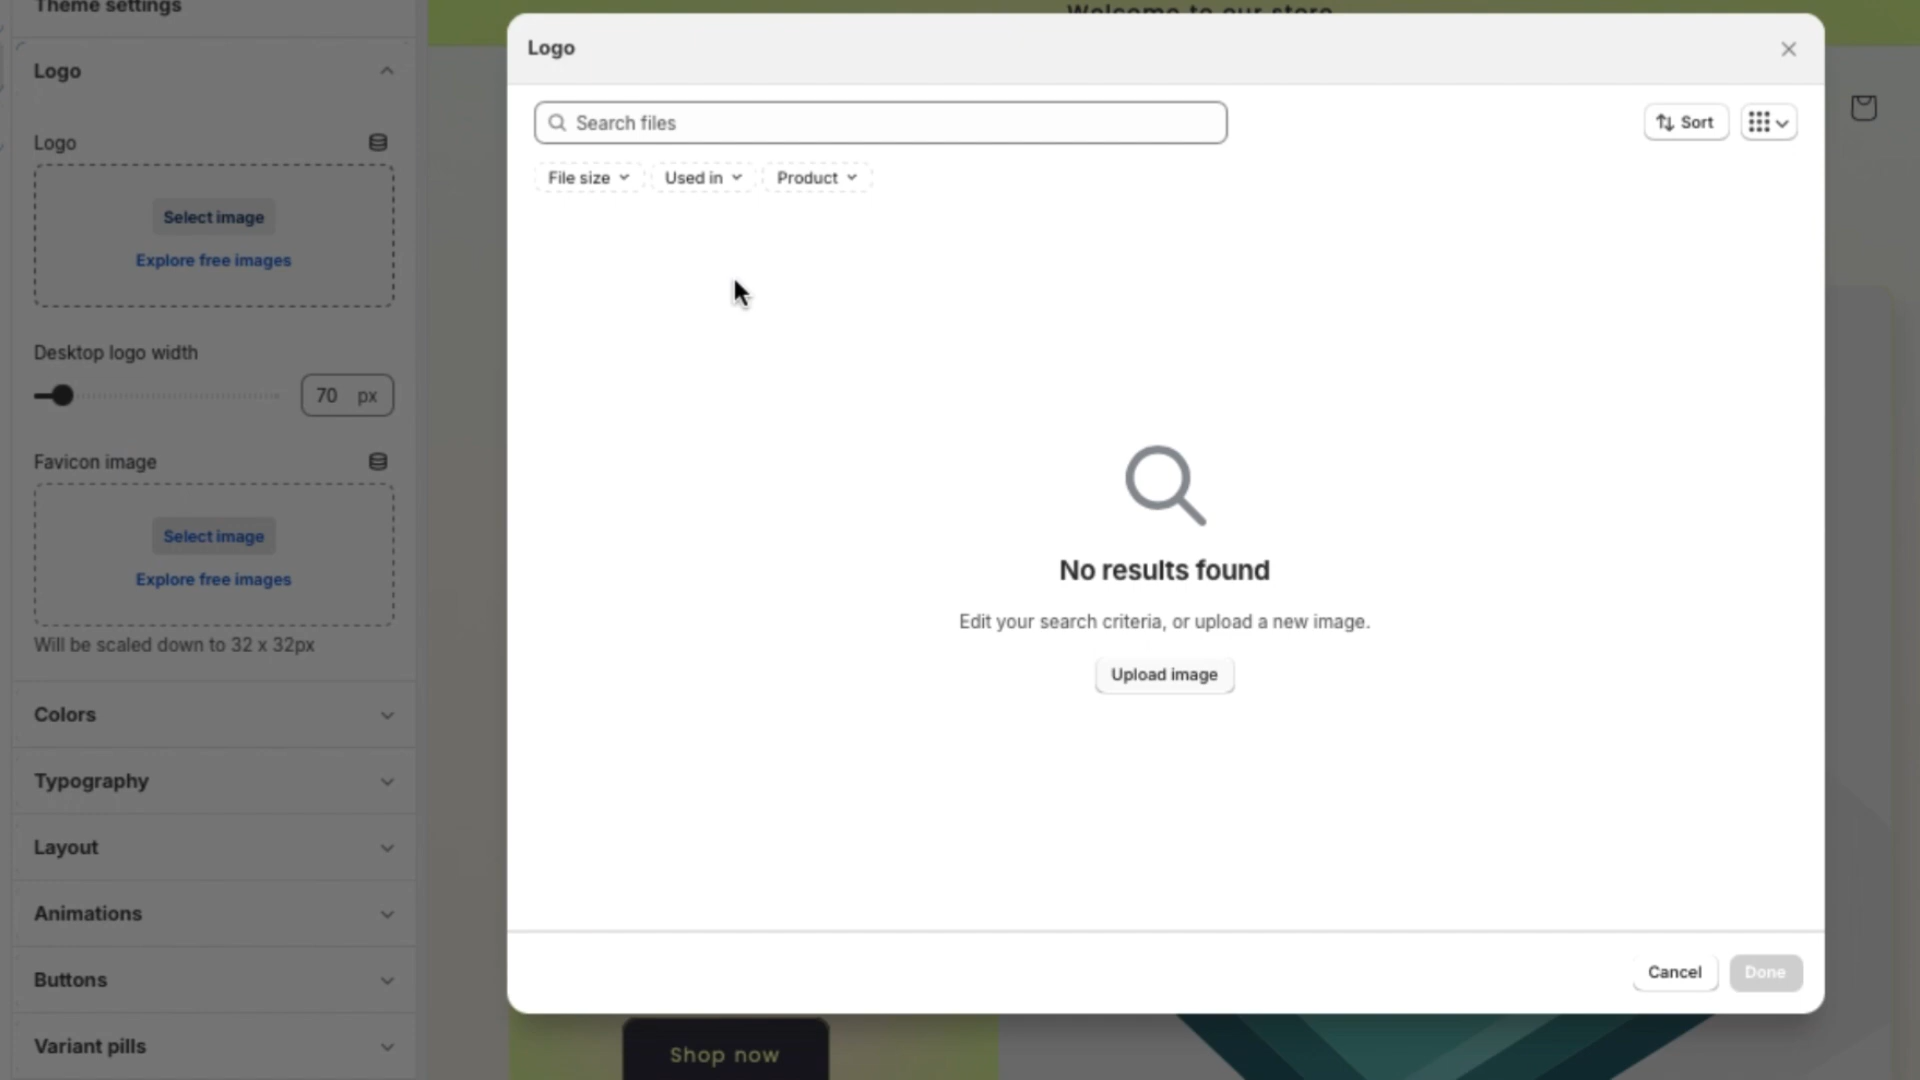 Theme settings
Logo
Logo
Select image
Explore free images
Desktop logo width
70 px
Favicon image
Select image
Explore free images
Will be scaled down to 32 x 32px
Colors
Typography
Layout
Animations
Buttons
Variant pills
Welcome to our store
Logo
Search files
Sort
File size
Used in
Product
No results found
Edit your search criteria, or upload a new image.
Upload image
Cancel
Done
Shop now